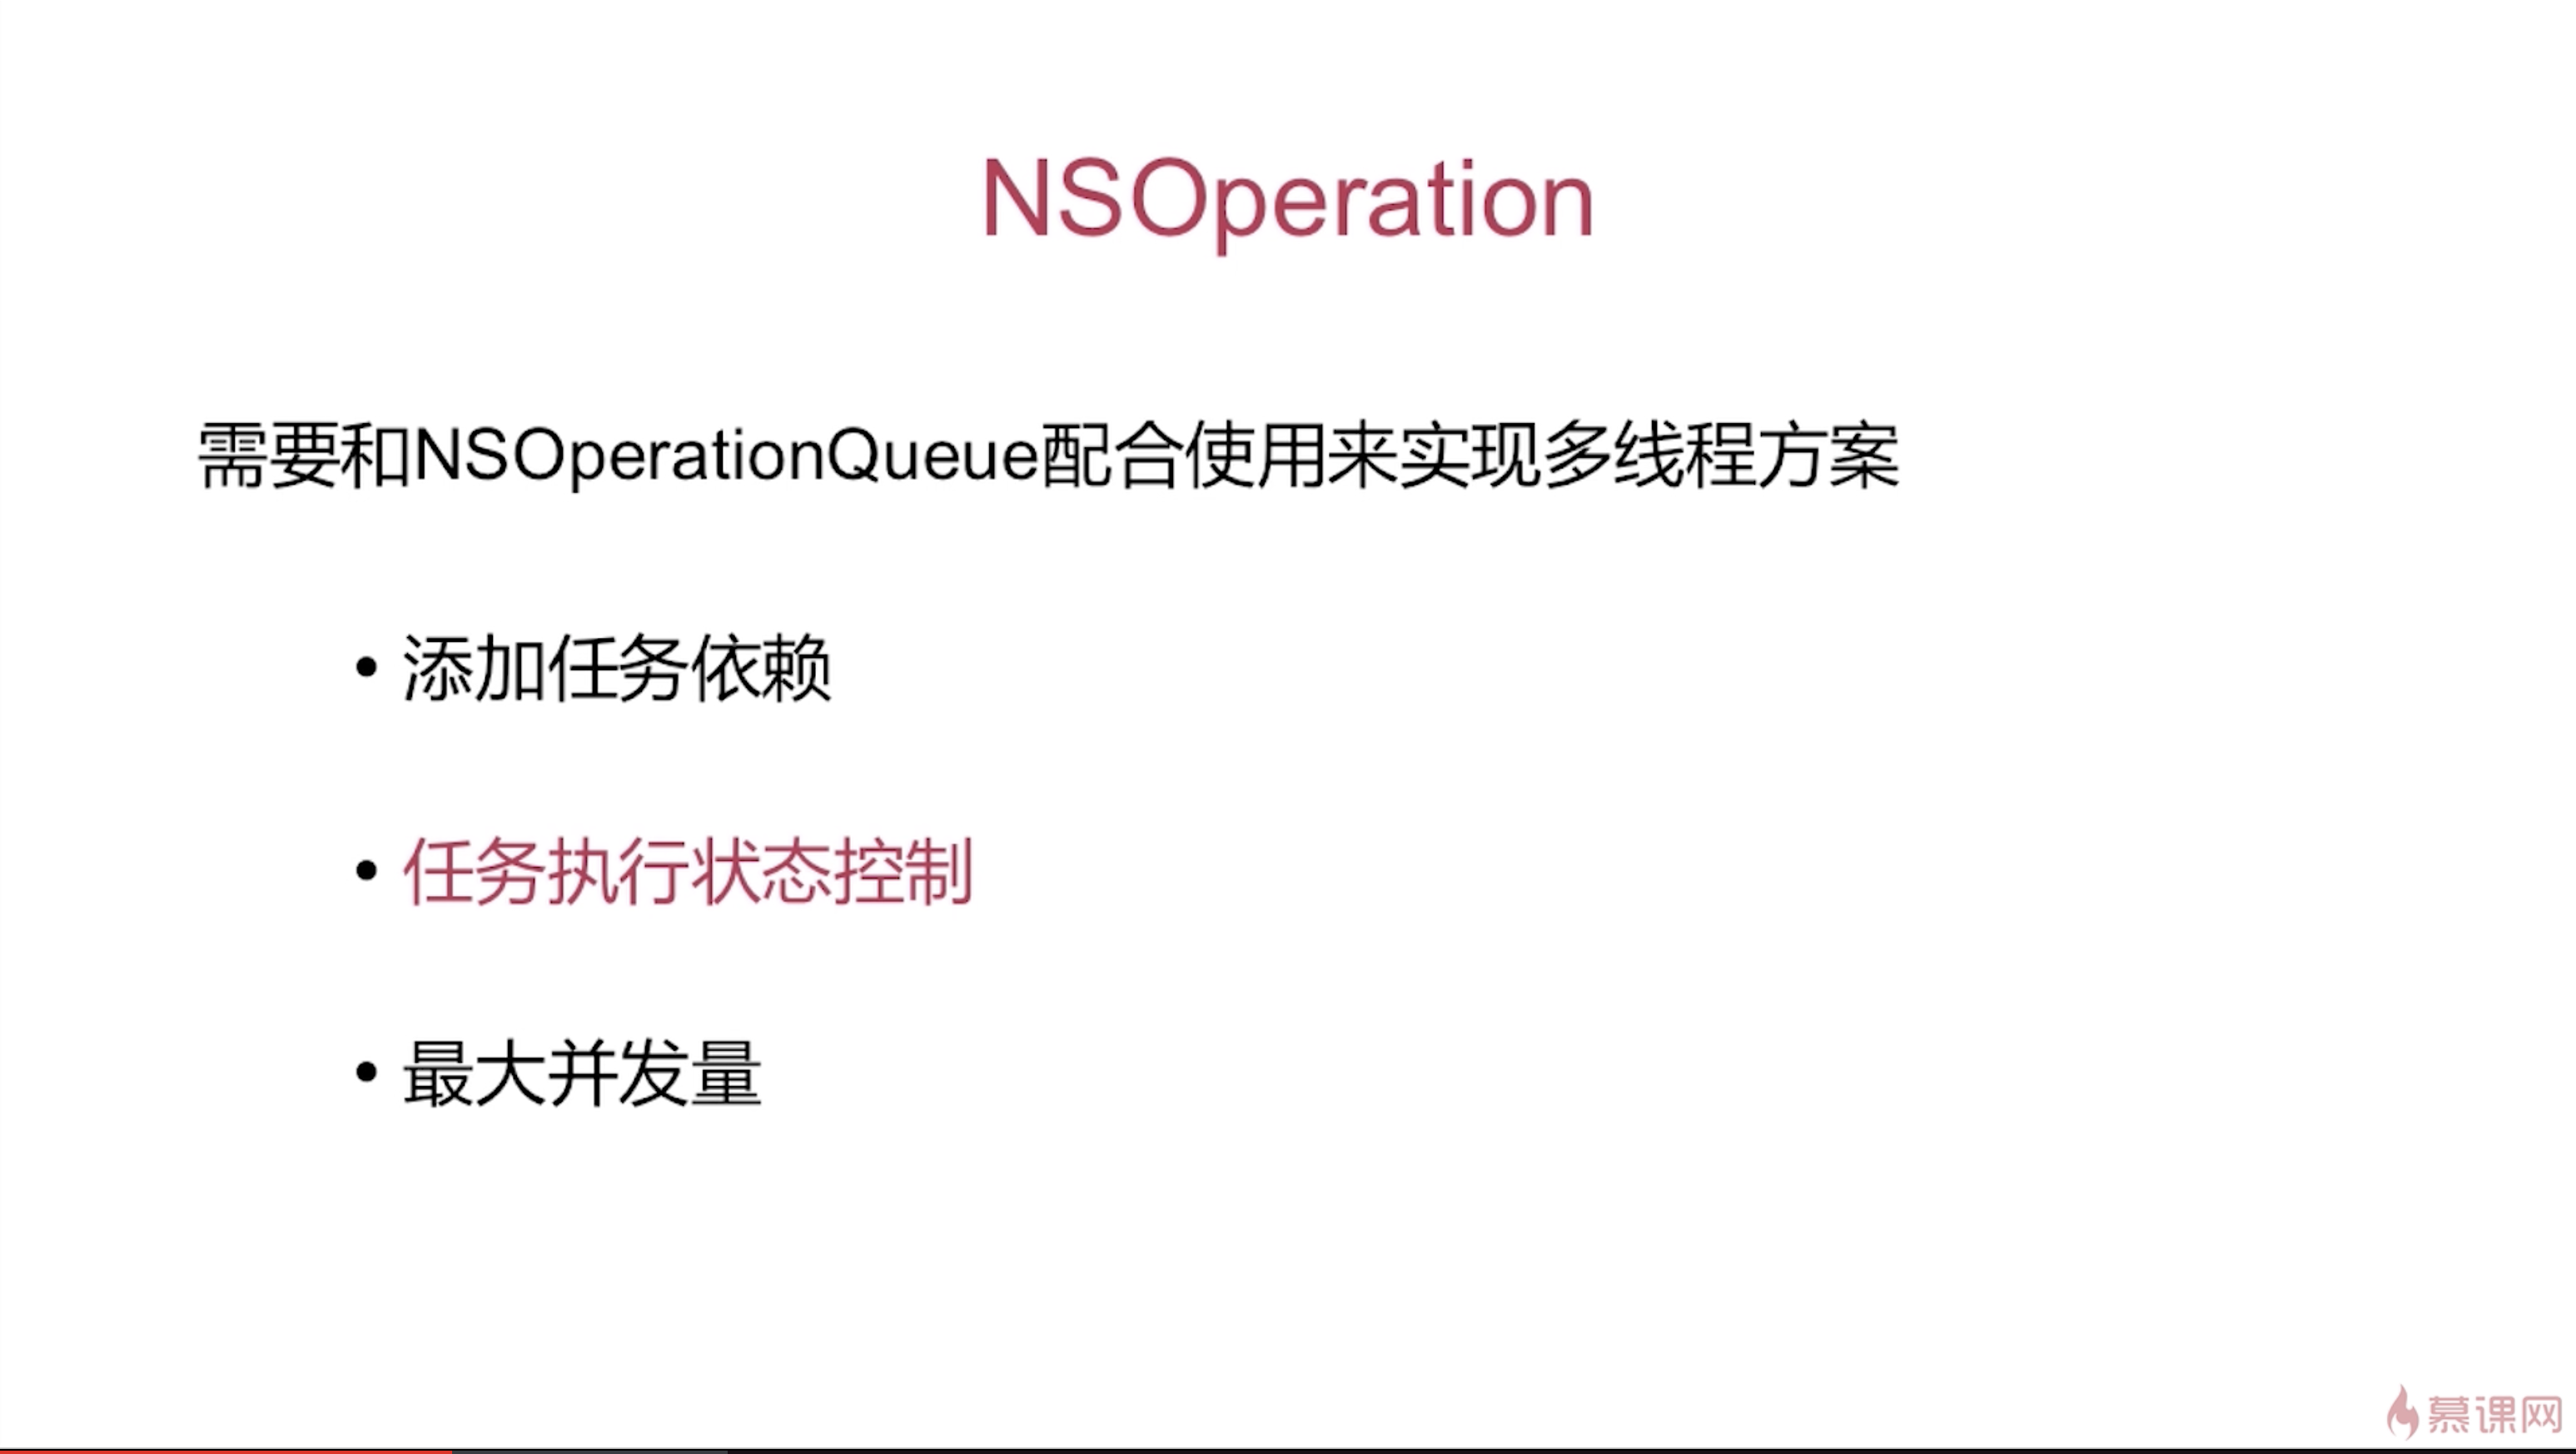 NSOperation
需要和NSOperationQueue配合使用来实现多线程方案
• 添加任务依赖
• 任务执行状态控制
• 最大并发量
慕课网